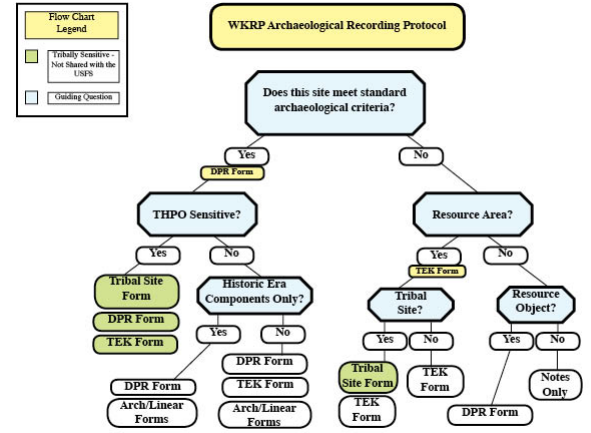 Flow Chart
Legend
Tribally Sensitive -
Not Shared with the
USFS
Guiding Question
WKRP Archaeological Recording Protocol
Does this site meet standard
archaeological criteria?
Yes
No
DPR Form
THPO Sensitive?
Resource Area?
Yes
No
Yes
No
TEK Form
Tribal Site
Form
DPR Form
TEK Form
Historic Era
Components Only?
Tribal
Site?
Resource
Object?
Yes
No
Yes
No
Yes
No
DPR Form
Arch/Linear
Forms
DPR Form
TEK Form
Arch/Linear
Forms
Tribal
Site Form
TEK
Form
TEK
Form
DPR Form
Notes
Only